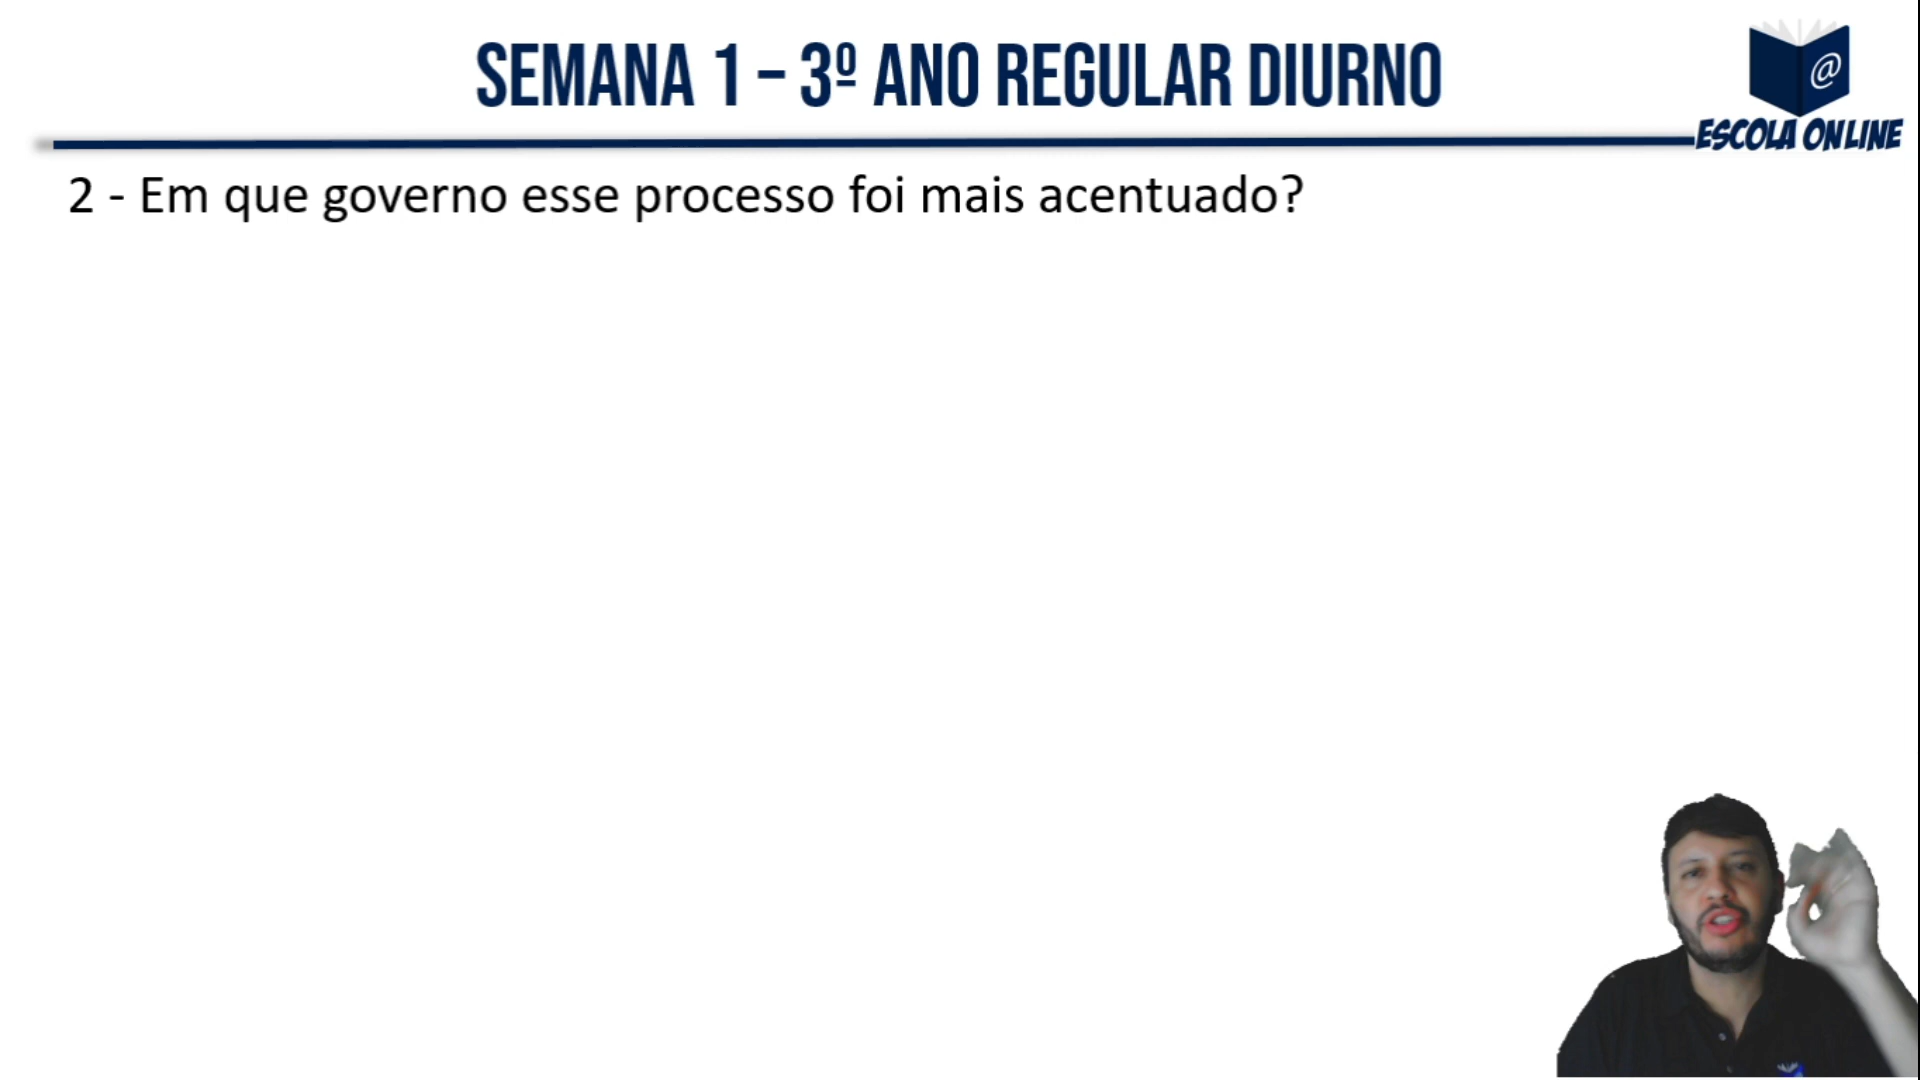 SEMANA 1 – 3º ANO REGULAR DIURNO
@
ESCOLA ONLINE
2 - Em que governo esse processo foi mais acentuado?